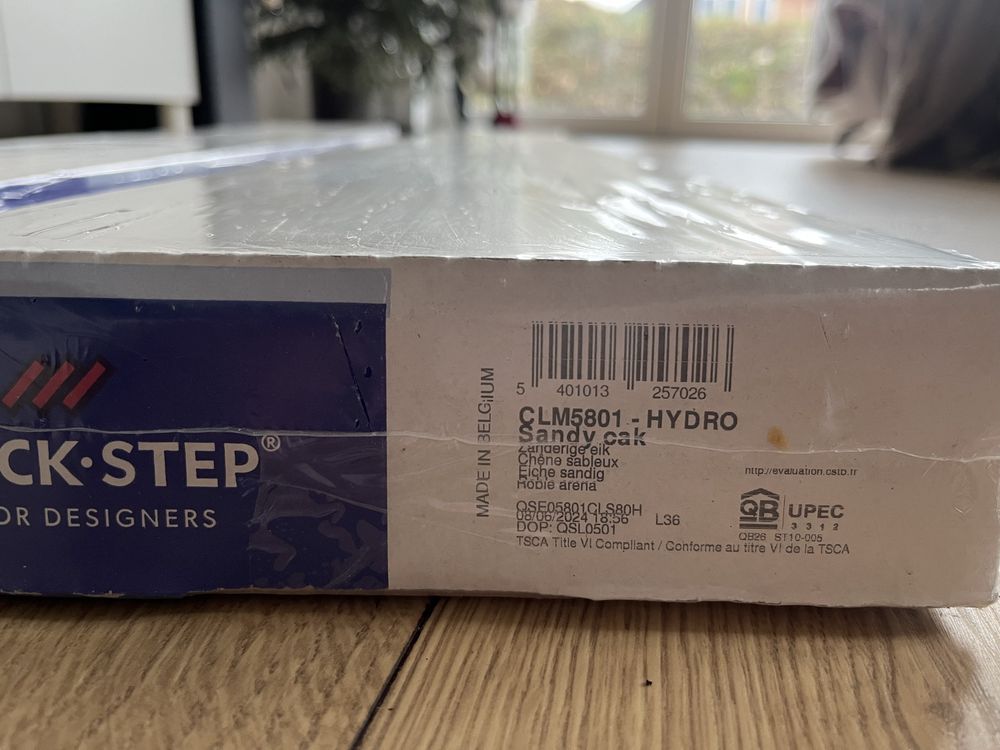 CK·STEP®
OR DESIGNERS
MADE IN BELGIUM
5 401013 257026
CLM5801 - HYDRO
Sandy oak
Zanderige eik
Chêne sableux
Eiche sandig
Roble arena
QSE05801CLS80H
08/06/2024 18:56 L36
DOP: QSL0501
TSCA Title VI Compliant / Conforme au titre VI de la TSCA
http://evaluation.cstb.fr
QB UPEC
3 3 1 2
QB26 ST10-005